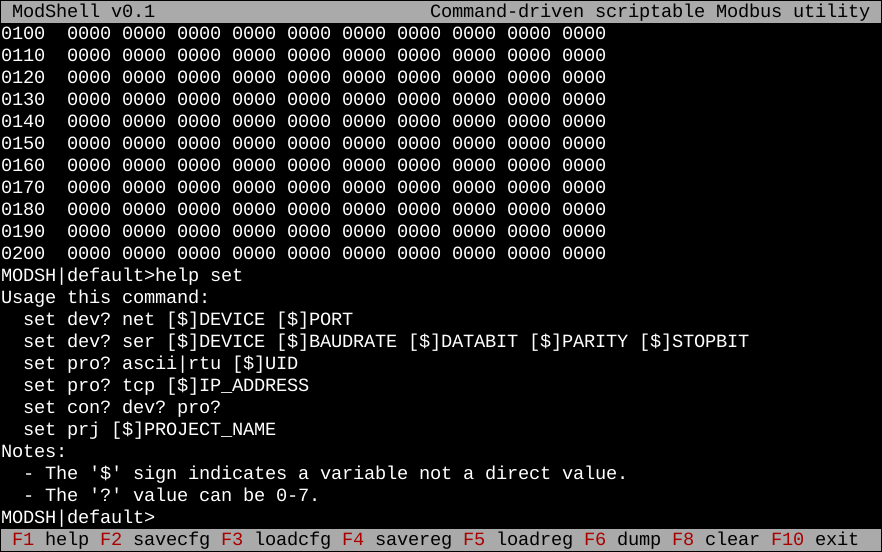 ModShell v0.1 Command-driven scriptable Modbus utility
0100 0000 0000 0000 0000 0000 0000 0000 0000 0000 0000
0110 0000 0000 0000 0000 0000 0000 0000 0000 0000 0000
0120 0000 0000 0000 0000 0000 0000 0000 0000 0000 0000
0130 0000 0000 0000 0000 0000 0000 0000 0000 0000 0000
0140 0000 0000 0000 0000 0000 0000 0000 0000 0000 0000
0150 0000 0000 0000 0000 0000 0000 0000 0000 0000 0000
0160 0000 0000 0000 0000 0000 0000 0000 0000 0000 0000
0170 0000 0000 0000 0000 0000 0000 0000 0000 0000 0000
0180 0000 0000 0000 0000 0000 0000 0000 0000 0000 0000
0190 0000 0000 0000 0000 0000 0000 0000 0000 0000 0000
0200 0000 0000 0000 0000 0000 0000 0000 0000 0000 0000
MODSH|default>help set
Usage this command:
  set dev? net [$]DEVICE [$]PORT
  set dev? ser [$]DEVICE [$]BAUDRATE [$]DATABIT [$]PARITY [$]STOPBIT
  set pro? ascii|rtu [$]UID
  set pro? tcp [$]IP_ADDRESS
  set con? dev? pro?
  set prj [$]PROJECT_NAME
Notes:
  - The '$' sign indicates a variable not a direct value.
  - The '?' value can be 0-7.
MODSH|default>
F1 help F2 savecfg F3 loadcfg F4 savereg F5 loadreg F6 dump F8 clear F10 exit